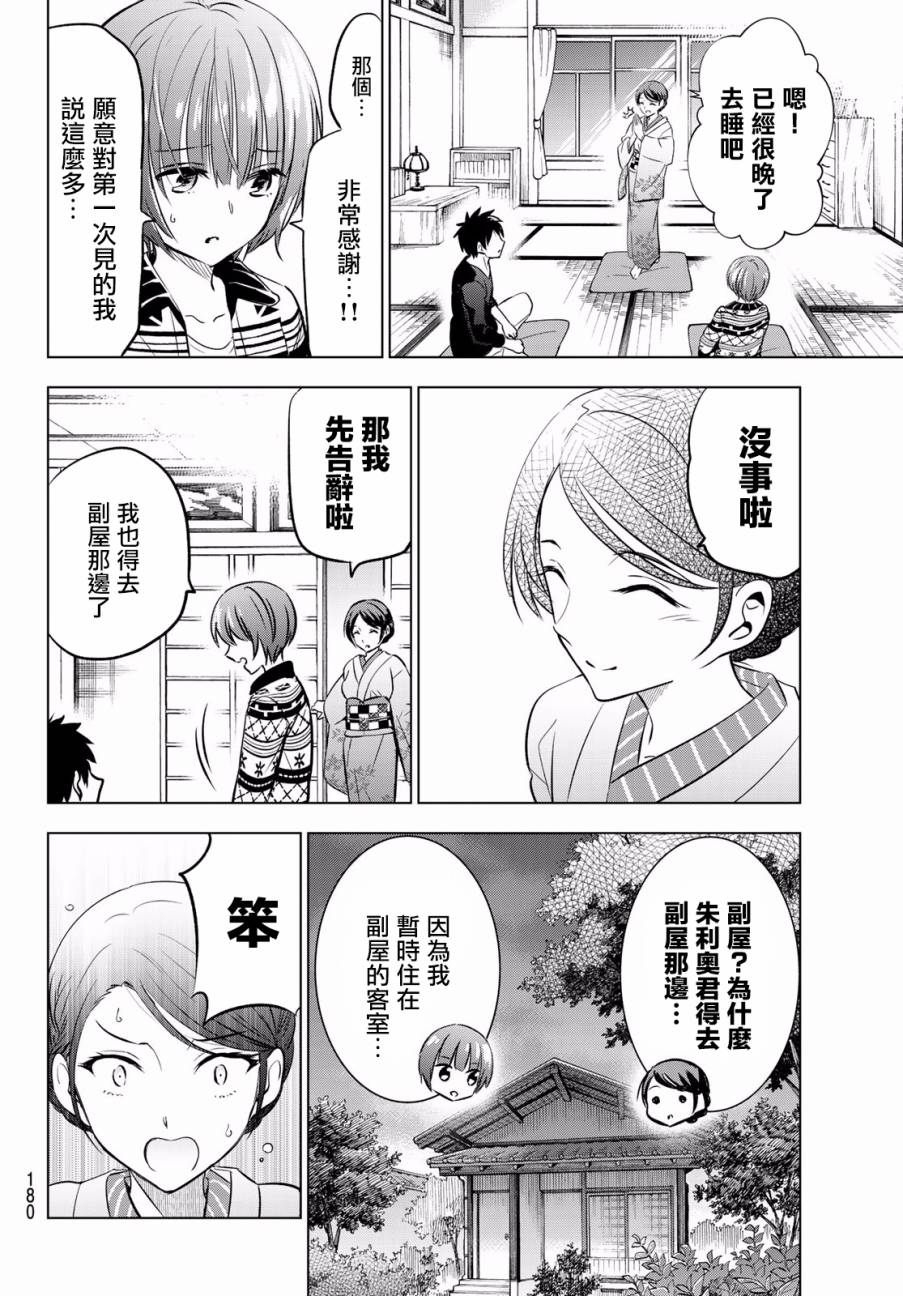 嗯！
已經很晚了
去睡吧
那個…
非常感謝…!!
願意對第一次見的我
說這麼多…
沒事啦
那我
先告辭啦
我也得去
副屋那邊了
副屋？為什麼
朱利奧君得去
副屋那邊…
因為我
暫時住在
副屋的客室…
笨
180